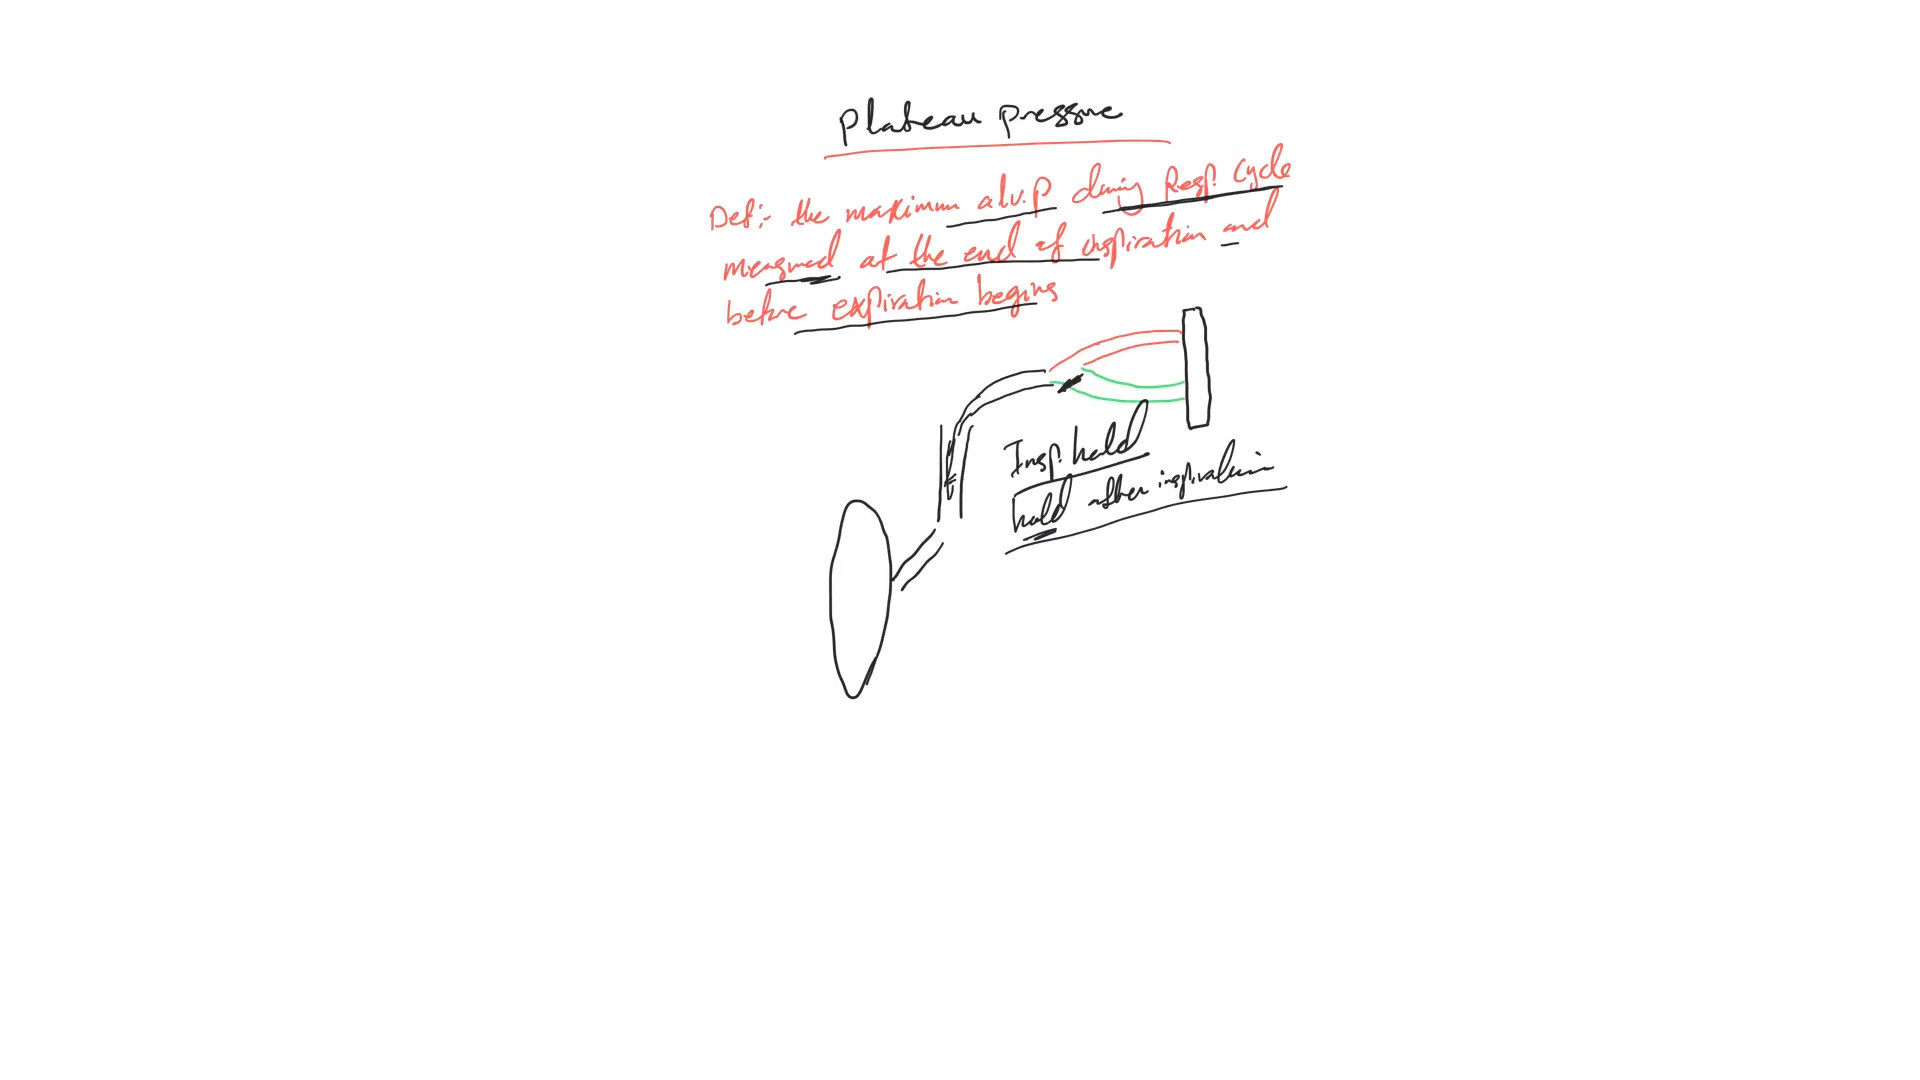 Plateau pressure
Def:- the maximum alv.P during Resp. Cycle
measured at the end of inspiration and
before expiration begins
Insp. hold
hold after inspiration